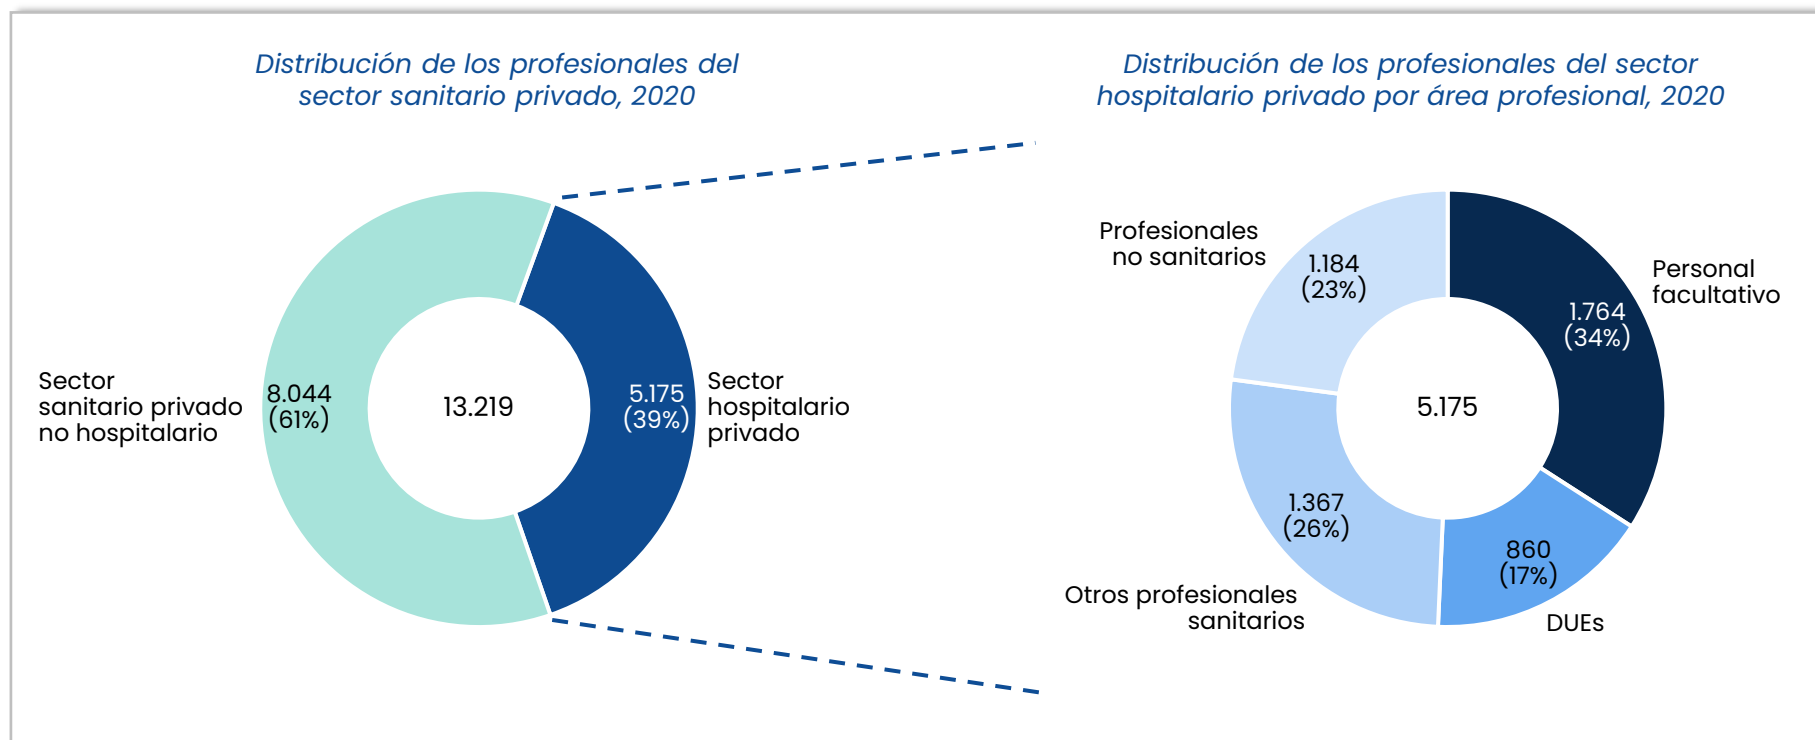 Distribución de los profesionales del
sector sanitario privado, 2020
Sector
sanitario privado
no hospitalario
8.044
(61%)
13.219
5.175
(39%)
Sector
hospitalario
privado
Distribución de los profesionales del sector
hospitalario privado por área profesional, 2020
Profesionales
no sanitarios
1.184
(23%)
Personal
facultativo
1.764
(34%)
5.175
1.367
(26%)
Otros profesionales
sanitarios
860
(17%)
DUEs